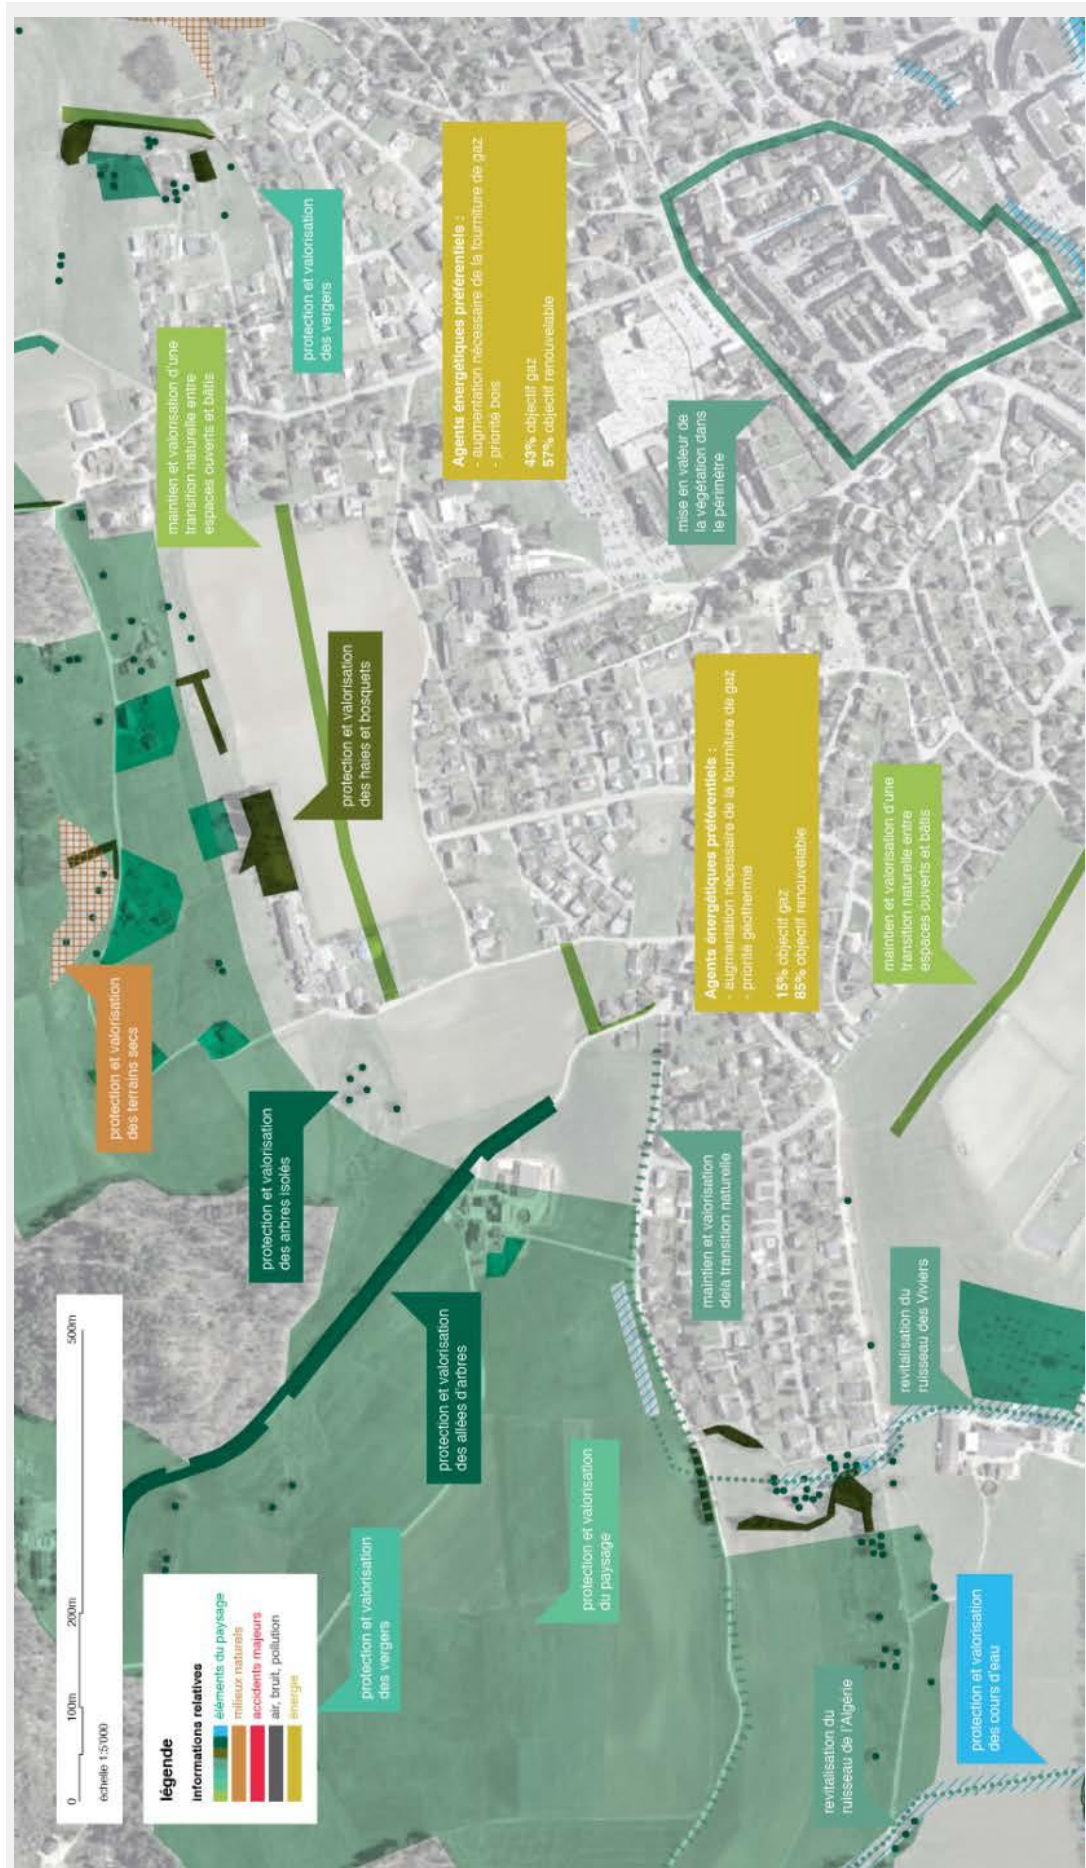 0 100m 200m 500m
échelle 1:5'000
légende
informations relatives
éléments du paysage
milieux naturels
accidents majeurs
air, bruit, pollution
énergie
protection et valorisation
des terrains secs
protection et valorisation
des arbres isolés
protection et valorisation
des allées d'arbres
protection et valorisation
des vergers
protection et valorisation
du paysage
maintien et valorisation d'une
transition naturelle entre
espaces ouverts et bâtis
protection et valorisation
des vergers
protection et valorisation
des haies et bosquets
Agents énergétiques préférentiels :
- augmentation nécessaire de la fourniture de gaz
- priorité bois
43% objectif gaz
57% objectif renouvelable
mise en valeur de
la végétation dans
le périmètre
Agents énergétiques préférentiels :
- augmentation nécessaire de la fourniture de gaz
- priorité géothermie
15% objectif gaz
85% objectif renouvelable
maintien et valorisation
dela transition naturelle
maintien et valorisation d'une
transition naturelle entre
espaces ouverts et bâtis
revitalisation du
ruisseau des Viviers
revitalisation du
ruisseau de l'Algérie
protection et valorisation
des cours d'eau